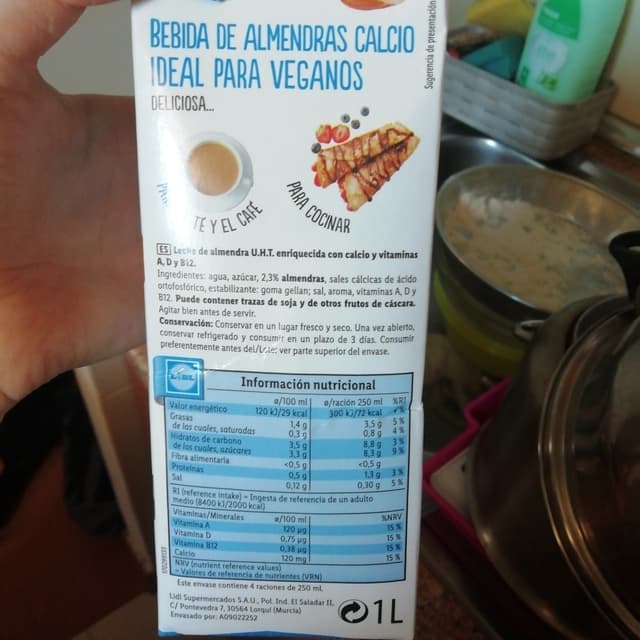 BEBIDA DE ALMENDRAS CALCIO
IDEAL PARA VEGANOS
DELICIOSA...
Sugerencia de presentación
TE Y EL CAFÉ
PARA COCINAR
ES Leche de almendra U.H.T. enriquecida con calcio y vitaminas
A, D y B12.
Ingredientes: agua, azúcar, 2,3% almendras, sales cálcicas de ácido
ortofosfórico, estabilizante: goma gellan; sal, aroma, vitaminas A, D y
B12. Puede contener trazas de soja y de otros frutos de cáscara.
Agitar bien antes de servir.
Conservación: Conservar en un lugar fresco y seco. Una vez abierto,
conservar refrigerado y consumir en un plazo de 3 días. Consumir
preferentemente antes del/Lote: ver parte superior del envase.
LIDL
Información nutricional
ø/100 ml ø/ración 250 ml %RI
Valor energético 120 kJ/29 kcal 300 kJ/72 kcal 4%
Grasas 1,4 g 3,5 g 5%
de las cuales, saturadas 0,3 g 0,8 g 4%
Hidratos de carbono 3,5 g 8,8 g 3%
de los cuales, azúcares 3,3 g 8,3 g 9%
Fibra alimentaria <0,5 g <0,5 g
Proteínas 0,5 g 1,3 g 3%
Sal 0,12 g 0,30 g 5%
RI (reference intake) = Ingesta de referencia de un adulto
medio (8400 kJ/2000 kcal)
Vitaminas/Minerales ø/100 ml %NRV
Vitamina A 120 µg 15 %
Vitamina D 0,75 µg 15 %
Vitamina B12 0,38 µg 15 %
Calcio 120 mg 15 %
NRV (nutrient reference values)
= Valores de referencia de nutrientes (VRN)
Este envase contiene 4 raciones de 250 ml.
Lidl Supermercados S.A.U., Pol. Ind. El Saladar II,
C/ Pontevedra 7, 30564 Lorquí (Murcia)
Envasado por: A09022252
1L